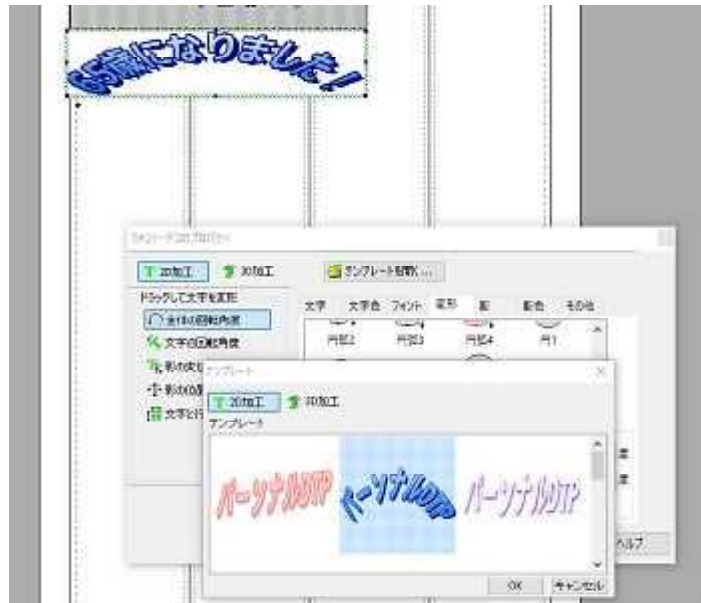 65歳になりました!
2D加工
3D加工
テンプレートを開く...
ドラッグして文字を変形
文字
文字色
フォント
変形
影
影色
その他
全体の回転角度
文字の回転角度
円弧2
円弧3
円弧4
円1
テンプレート
2D加工
3D加工
テンプレート
パーソナルDTP
パーソナルDTP
パーソナルDTP
ヘルプ
OK
キャンセル